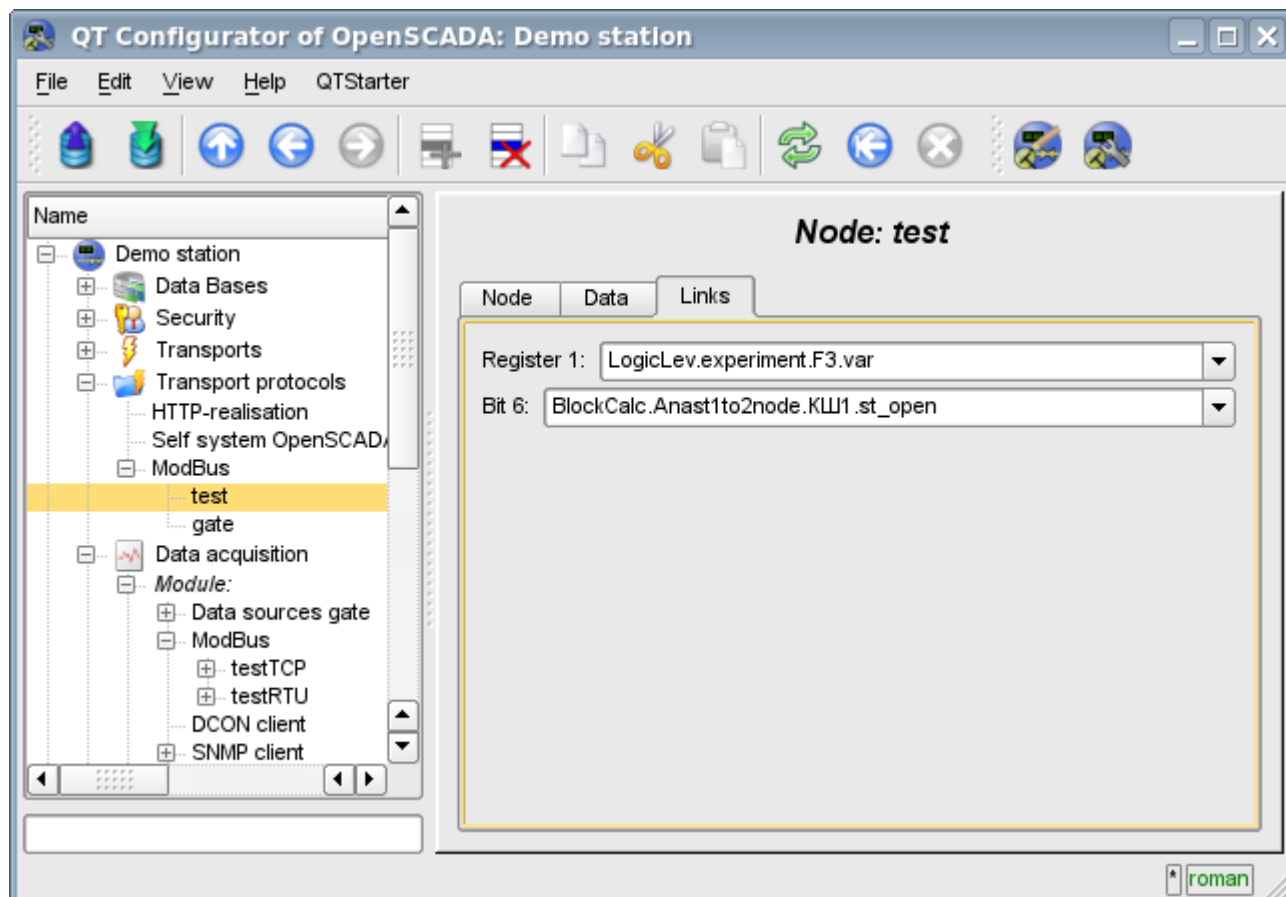 QT Configurator of OpenSCADA: Demo station
File Edit View Help QTStarter
Name
Demo station
Data Bases
Security
Transports
Transport protocols
HTTP-realisation
Self system OpenSCADA
ModBus
test
gate
Data acquisition
Module:
Data sources gate
ModBus
testTCP
testRTU
DCON client
SNMP client
Node: test
Node Data Links
Register 1: LogicLev.experiment.F3.var
Bit 6: BlockCalc.Anast1to2node.КШ1.st_open
* roman